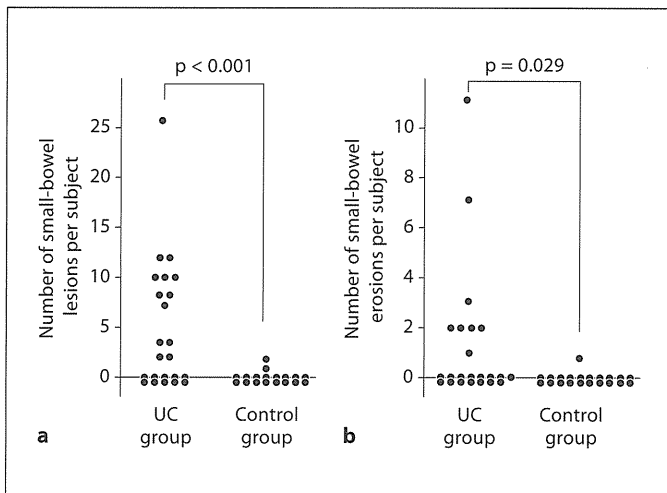 p < 0.001
Number of small-bowel
lesions per subject
25
20
15
10
5
0
UC
group
Control
group
a
p = 0.029
Number of small-bowel
erosions per subject
10
8
6
4
2
0
UC
group
Control
group
b